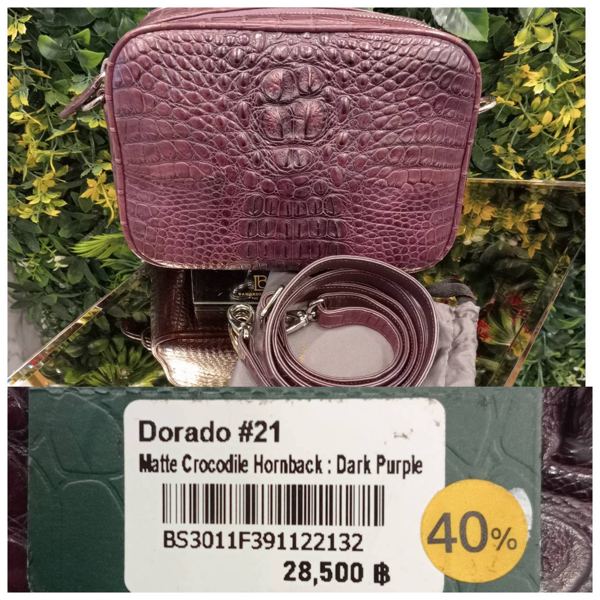 Dorado #21
Matte Crocodile Hornback : Dark Purple
BS3011F391122132
28,500 ฿
40%